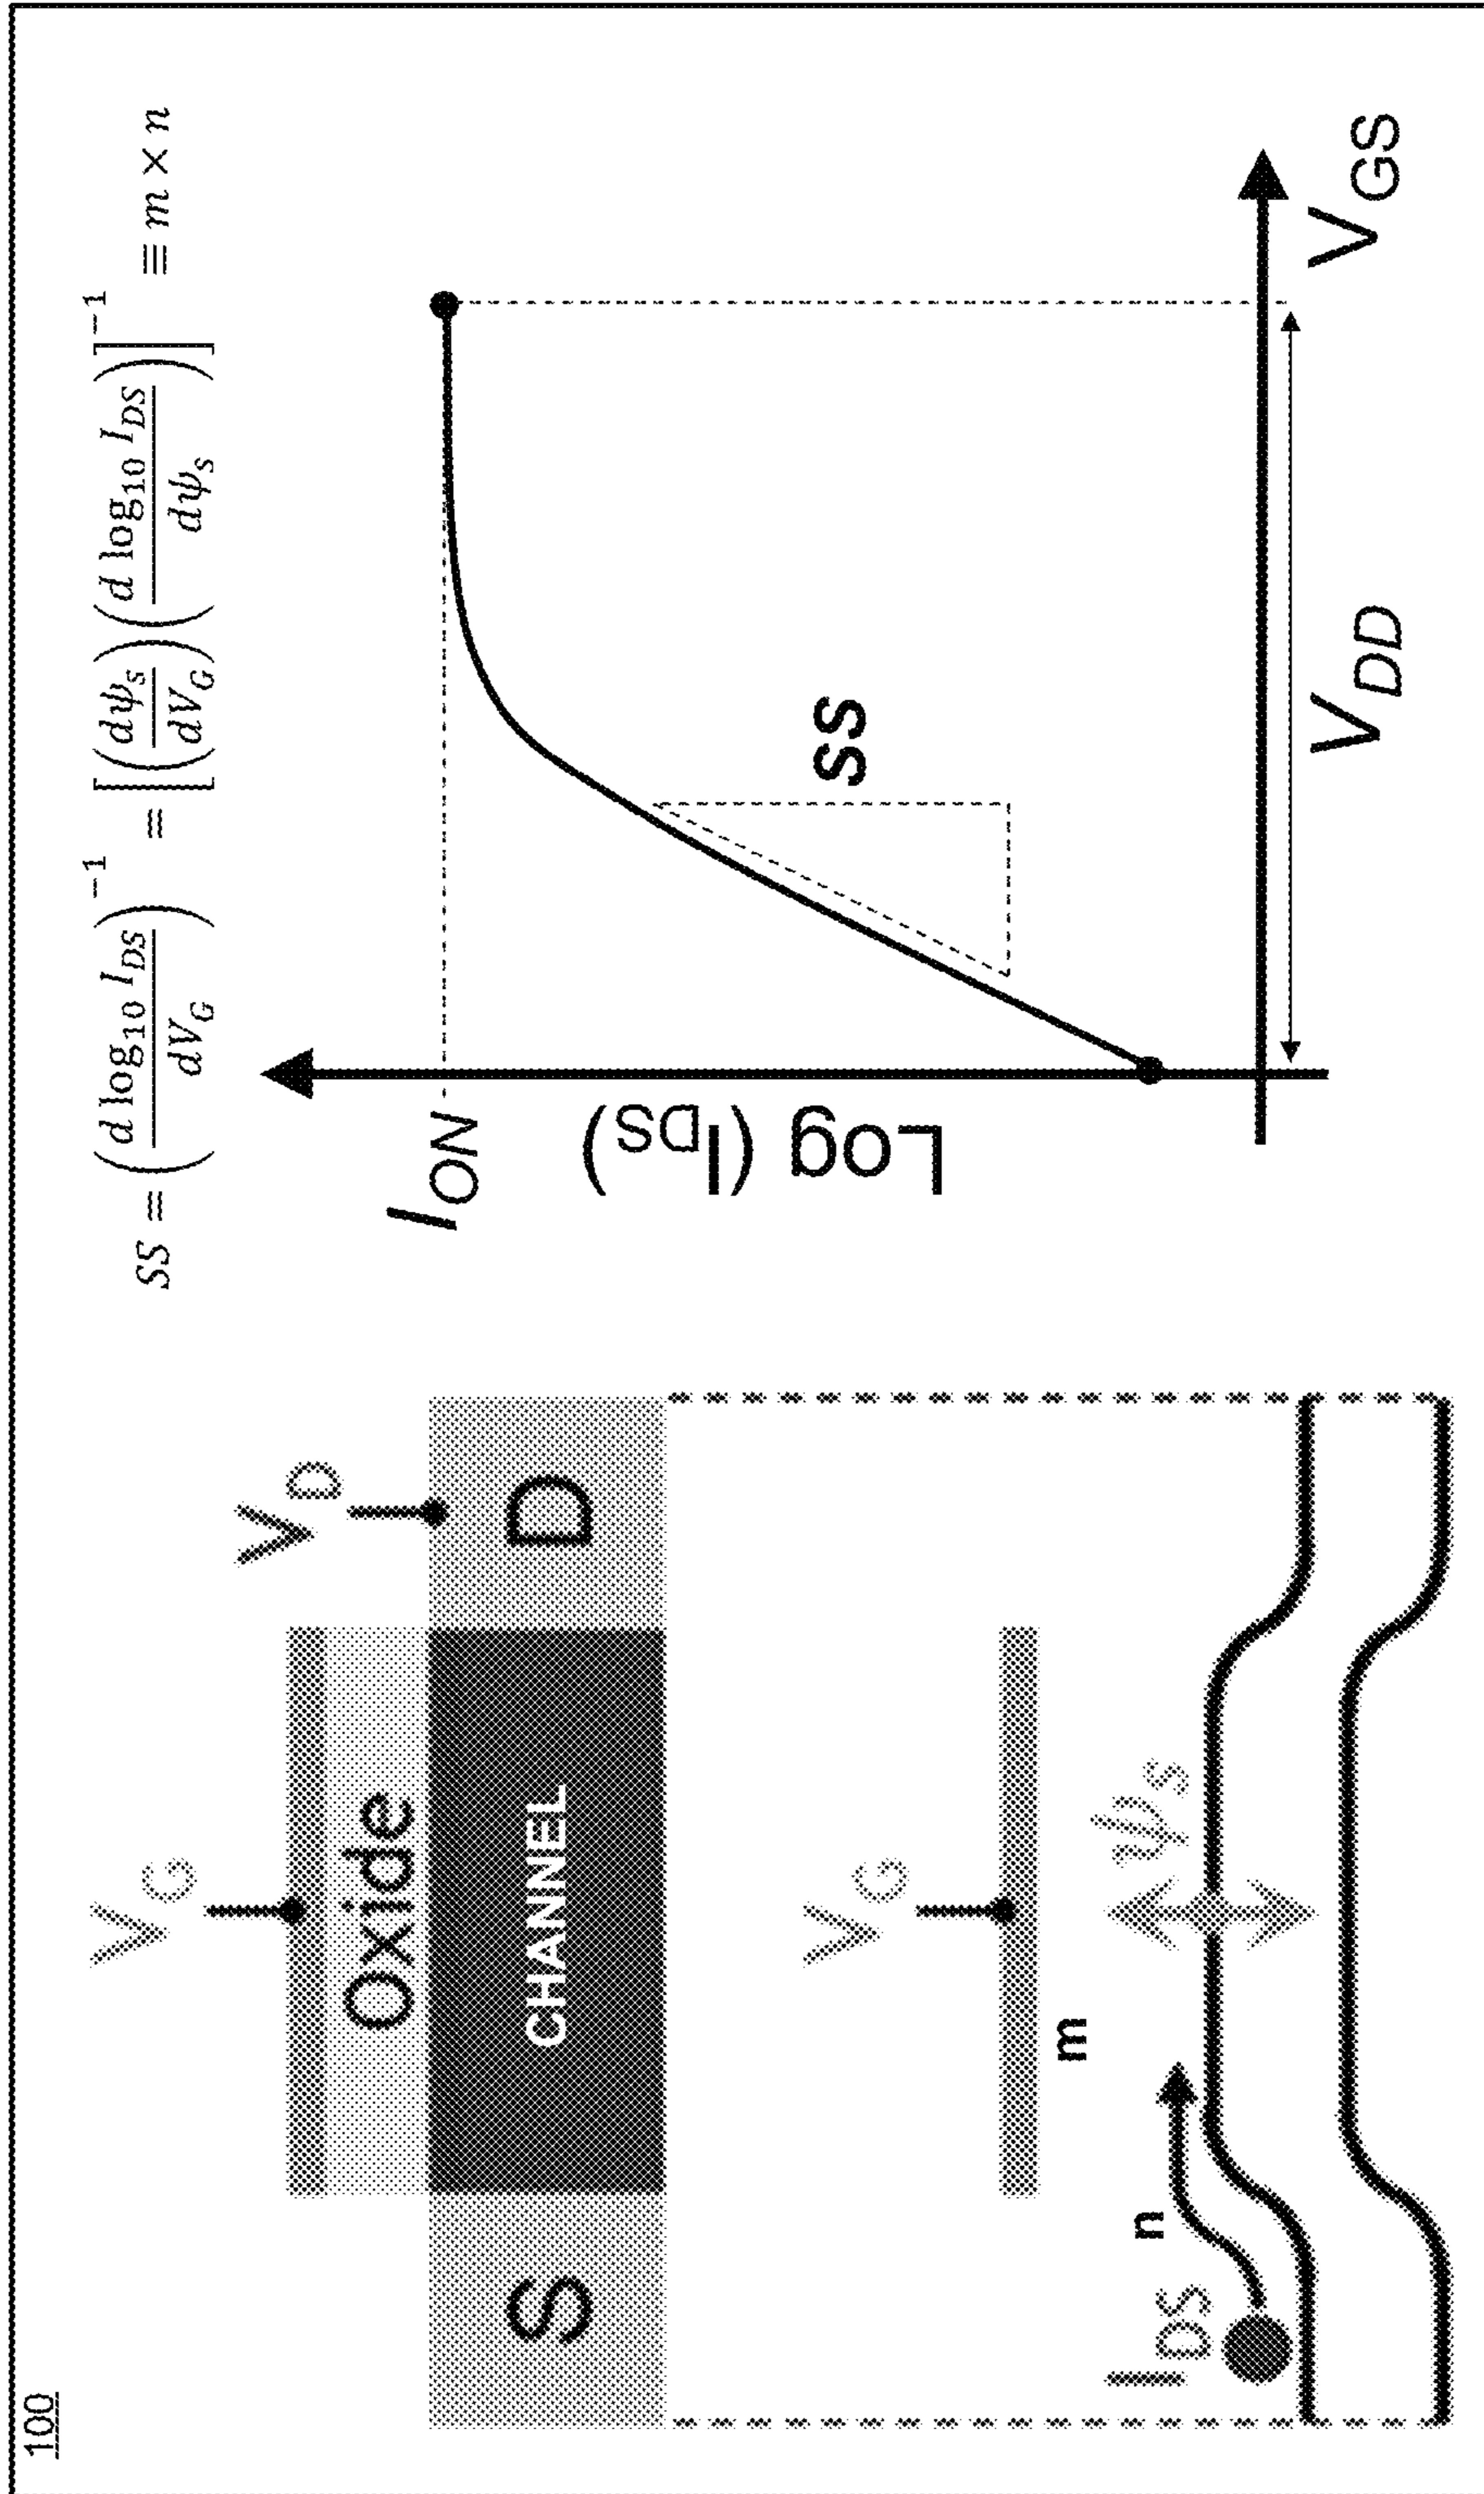 100
V_G
V_D
Oxide
S
CHANNEL
D
V_G
m
ψ_s
n
I_DS
SS = (d log₁₀ I_DS / dV_G)⁻¹ = [(dψ_s / dV_G)(d log₁₀ I_DS / dψ_s)]⁻¹ ≡ m × n
I_ON
Log (I_DS)
SS
V_DD
V_GS